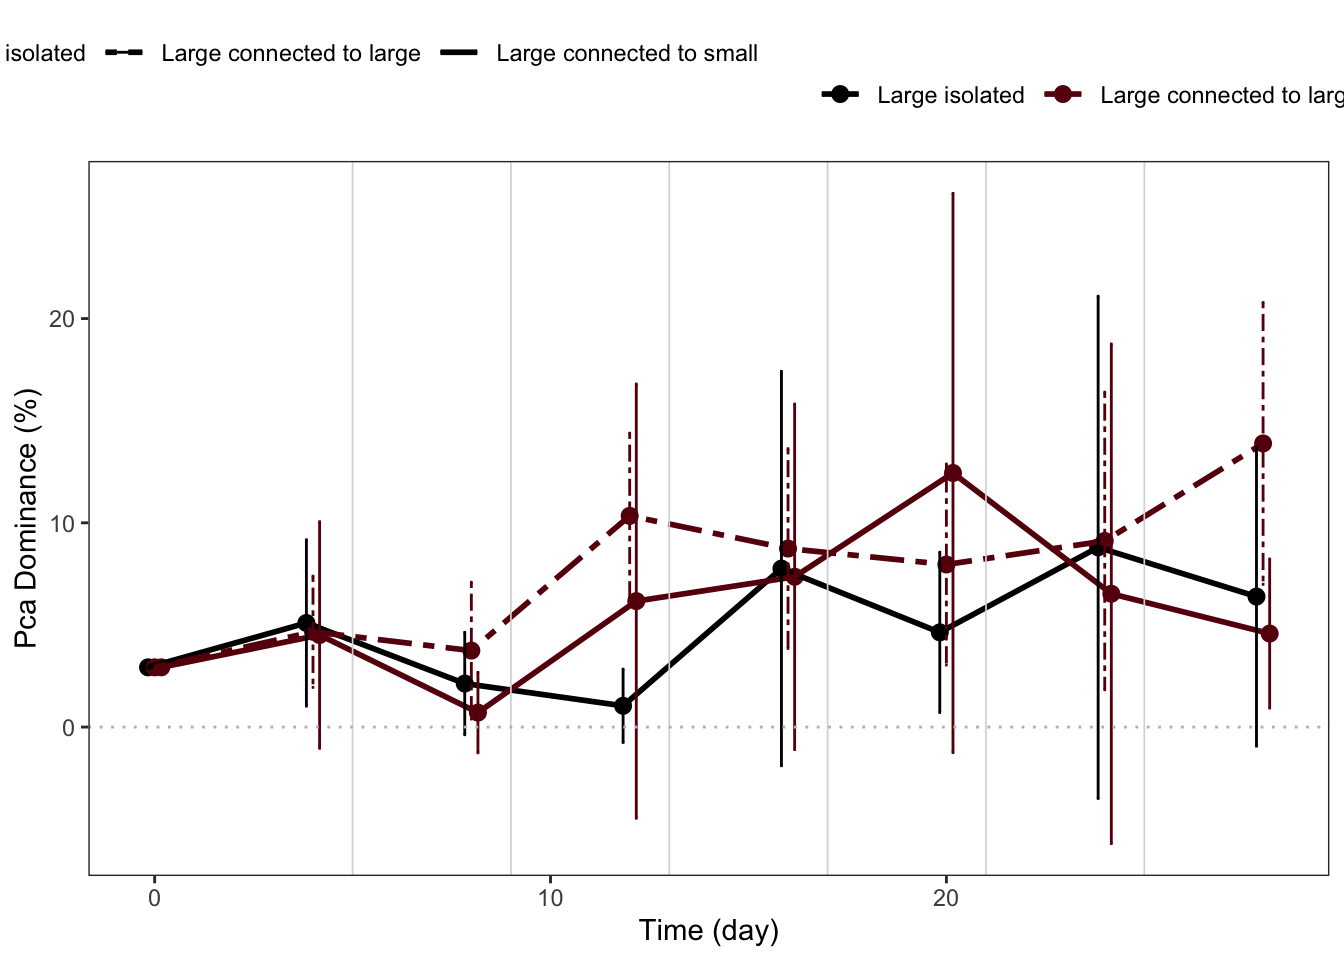 isolated Large connected to large Large connected to small
Large isolated Large connected to larg
20
10
0
Pca Dominance (%)
0 10 20
Time (day)